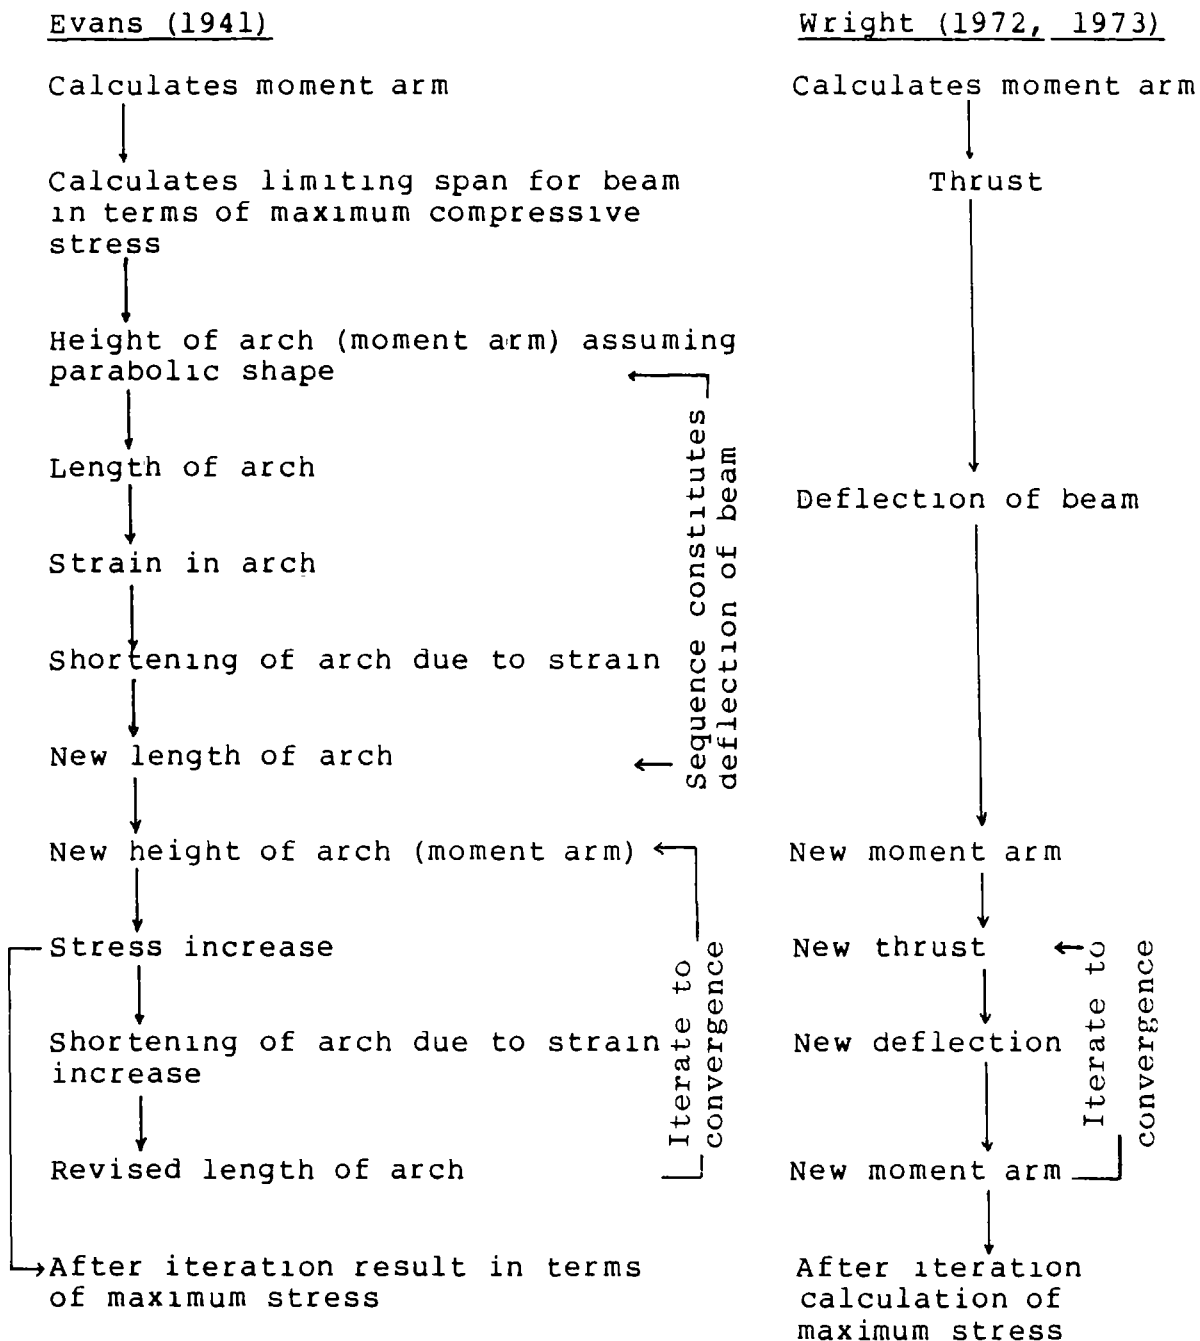 Evans (1941)
Calculates moment arm
Calculates limiting span for beam
in terms of maximum compressive
stress
Height of arch (moment arm) assuming
parabolic shape
Length of arch
Strain in arch
Shortening of arch due to strain
New length of arch
Sequence constitutes
deflection of beam
New height of arch (moment arm)
Stress increase
Shortening of arch due to strain
increase
Revised length of arch
Iterate to
convergence
After iteration result in terms
of maximum stress
Wright (1972, 1973)
Calculates moment arm
Thrust
Deflection of beam
New moment arm
New thrust
New deflection
New moment arm
Iterate to
convergence
After iteration
calculation of
maximum stress